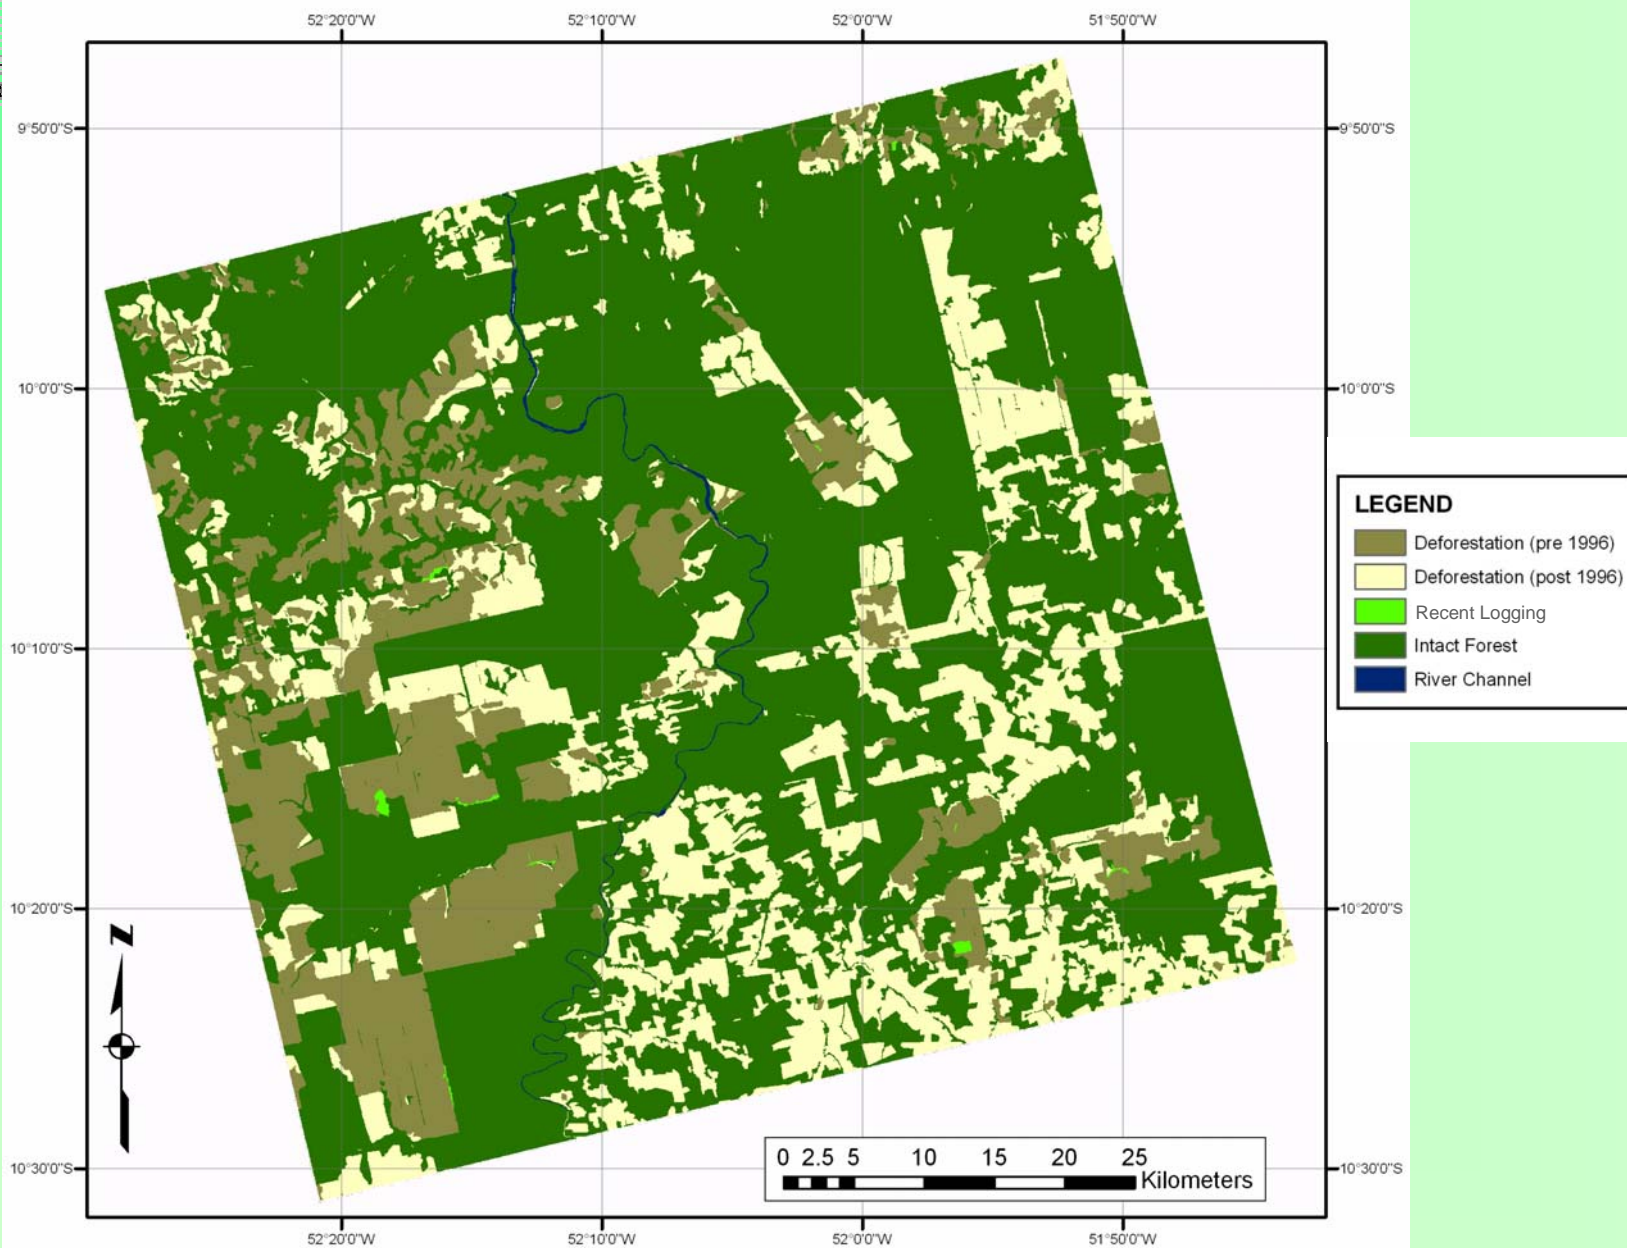 52°20'0"W 52°10'0"W 52°0'0"W 51°50'0"W
9°50'0"S 9°50'0"S
10°0'0"S 10°0'0"S
LEGEND
Deforestation (pre 1996)
Deforestation (post 1996)
Recent Logging
10°10'0"S Intact Forest
River Channel
10°20'0"S 10°20'0"S
N
0 2.5 5 10 15 20 25
10°30'0"S Kilometers 10°30'0"S
52°20'0"W 52°10'0"W 52°0'0"W 51°50'0"W